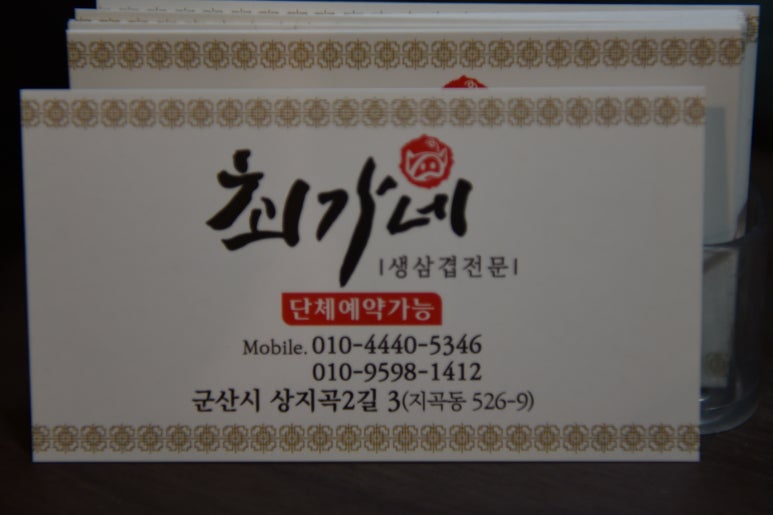 최가네
|생삼겹전문|
단체예약가능
Mobile. 010-4440-5346
010-9598-1412
군산시 상지곡2길 3(지곡동 526-9)